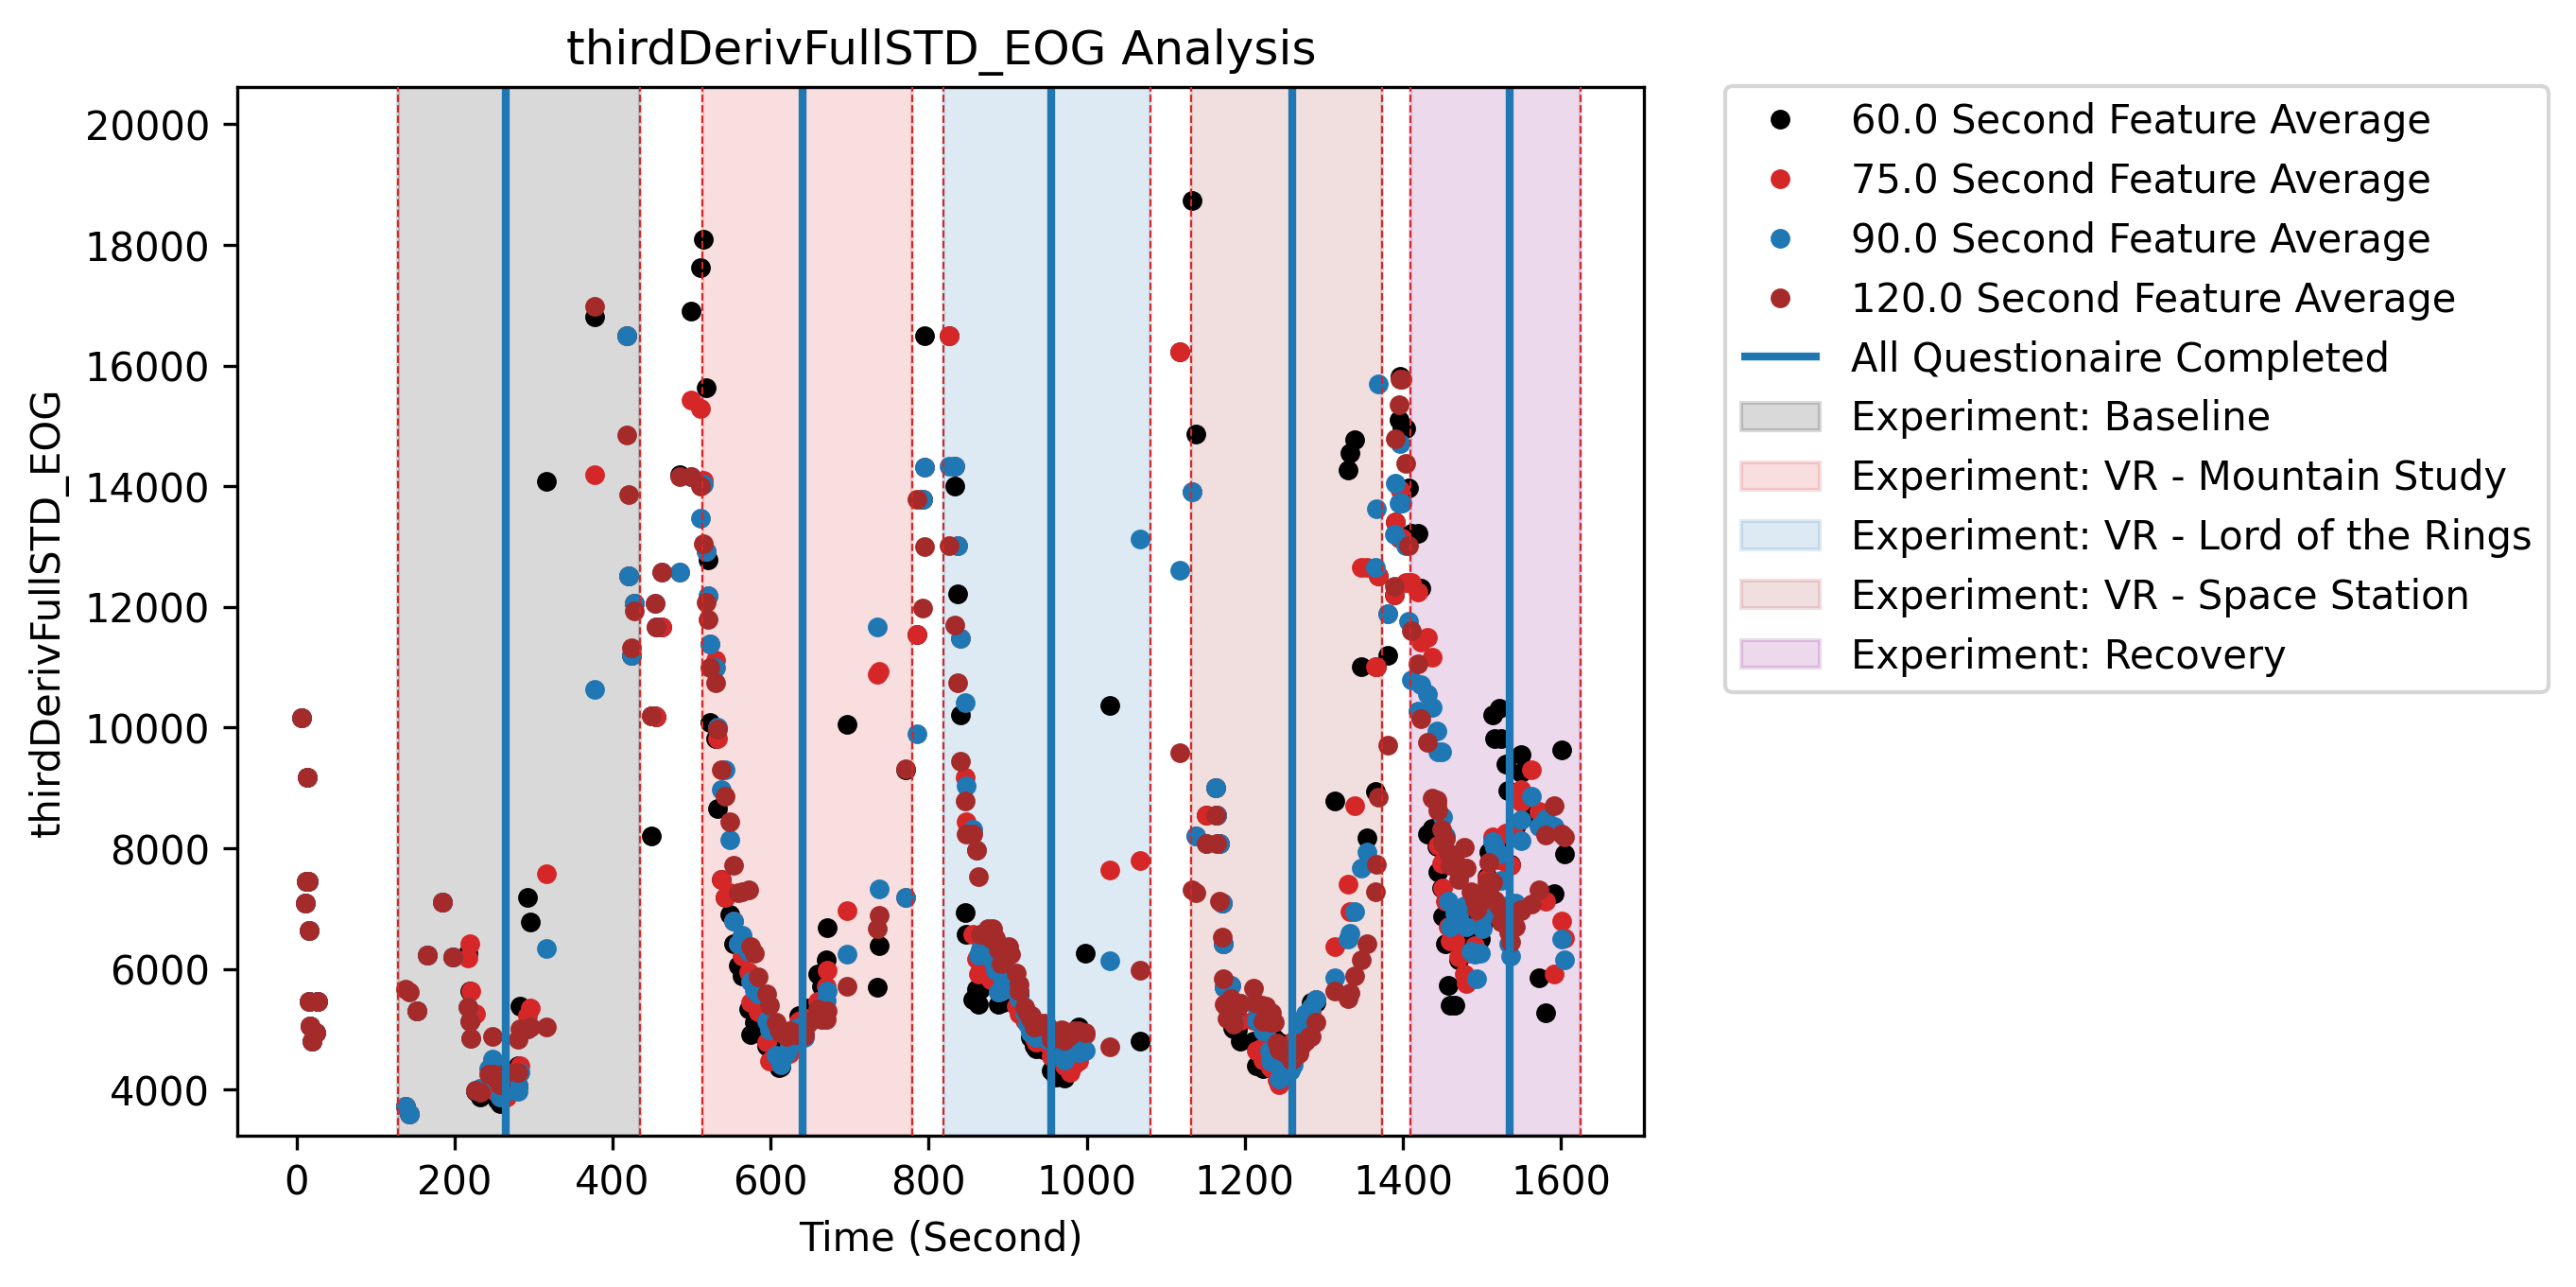 thirdDerivFullSTD_EOG Analysis
thirdDerivFullSTD_EOG
20000
18000
16000
14000
12000
10000
8000
6000
4000
0 200 400 600 800 1000 1200 1400 1600
Time (Second)
60.0 Second Feature Average
75.0 Second Feature Average
90.0 Second Feature Average
120.0 Second Feature Average
All Questionaire Completed
Experiment: Baseline
Experiment: VR - Mountain Study
Experiment: VR - Lord of the Rings
Experiment: VR - Space Station
Experiment: Recovery